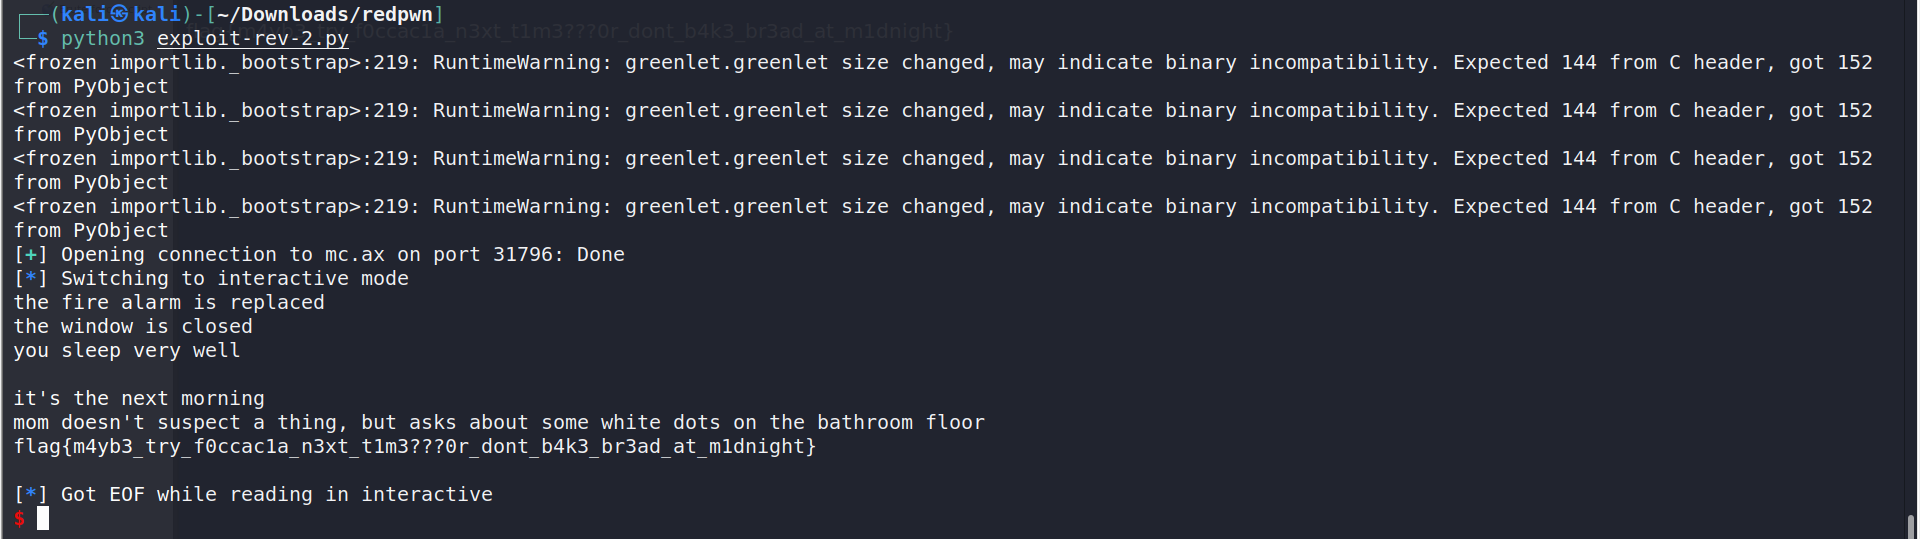 ┌──(kali㉿kali)-[~/Downloads/redpwn]
└─$ python3 exploit-rev-2.py
<frozen importlib._bootstrap>:219: RuntimeWarning: greenlet.greenlet size changed, may indicate binary incompatibility. Expected 144 from C header, got 152
from PyObject
<frozen importlib._bootstrap>:219: RuntimeWarning: greenlet.greenlet size changed, may indicate binary incompatibility. Expected 144 from C header, got 152
from PyObject
<frozen importlib._bootstrap>:219: RuntimeWarning: greenlet.greenlet size changed, may indicate binary incompatibility. Expected 144 from C header, got 152
from PyObject
<frozen importlib._bootstrap>:219: RuntimeWarning: greenlet.greenlet size changed, may indicate binary incompatibility. Expected 144 from C header, got 152
from PyObject
[+] Opening connection to mc.ax on port 31796: Done
[*] Switching to interactive mode
the fire alarm is replaced
the window is closed
you sleep very well
it's the next morning
mom doesn't suspect a thing, but asks about some white dots on the bathroom floor
flag{m4yb3_try_f0ccac1a_n3xt_t1m3???0r_dont_b4k3_br3ad_at_m1dnight}
[*] Got EOF while reading in interactive
$